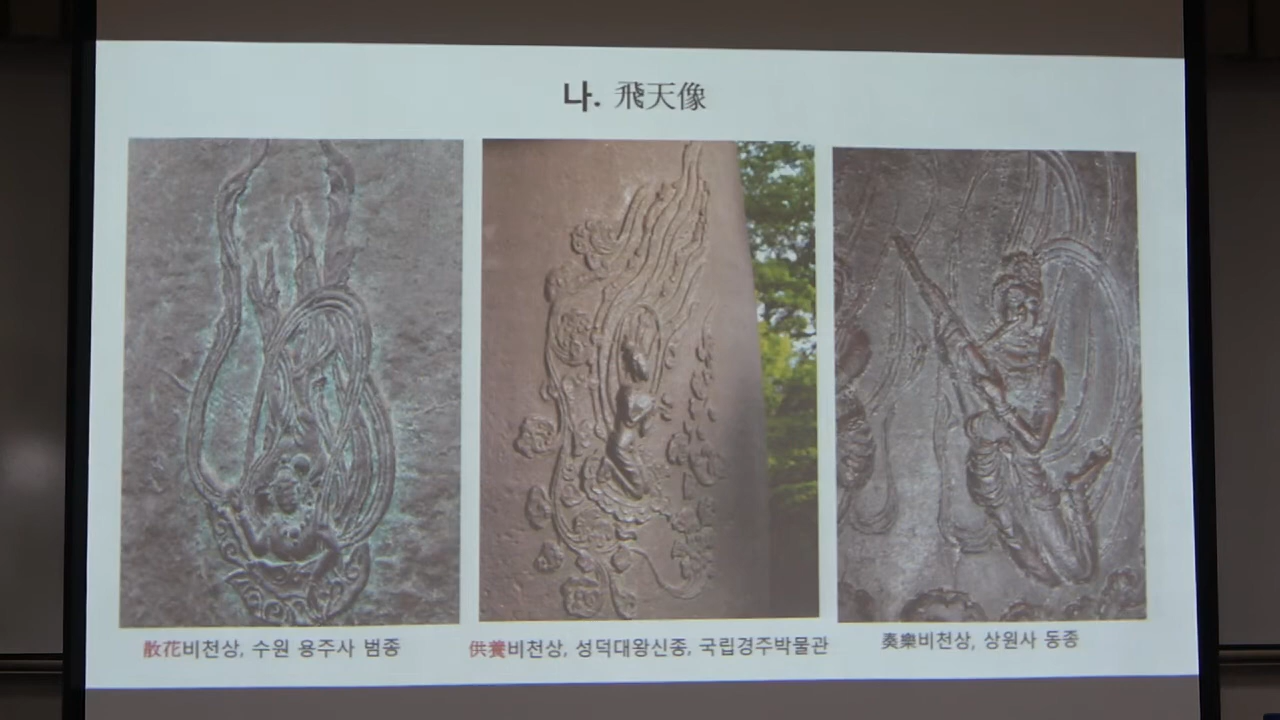 나. 飛天像
散花비천상, 수원 용주사 범종
供養비천상, 성덕대왕신종, 국립경주박물관
奏樂비천상, 상원사 동종